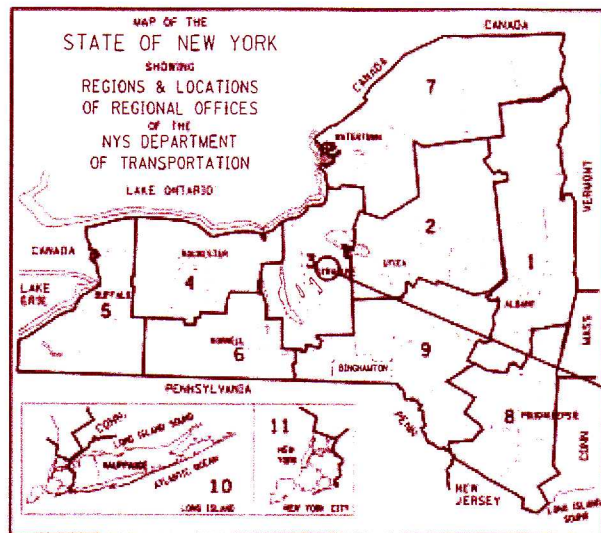 MAP OF THE
STATE OF NEW YORK
SHOWING
REGIONS & LOCATIONS
OF REGIONAL OFFICES
OF THE
NYS DEPARTMENT
OF TRANSPORTATION
LAKE ONTARIO
CANADA
CANADA
7
WATERTOWN
VERMONT
2
1
CANADA
ROCHESTER
4
3
SYRACUSE
UTICA
LAKE
ERIE
BUFFALO
5
ALBANY
MASS
HORNELL
6
9
BINGHAMTON
PENNSYLVANIA
PENN
8
POUGHKEEPSIE
CONN
NEW
JERSEY
LONG ISLAND
SOUND
CONN
LONG ISLAND SOUND
HAUPPAUGE
ATLANTIC OCEAN
10
LONG ISLAND
11
NEW
YORK
NEW YORK CITY